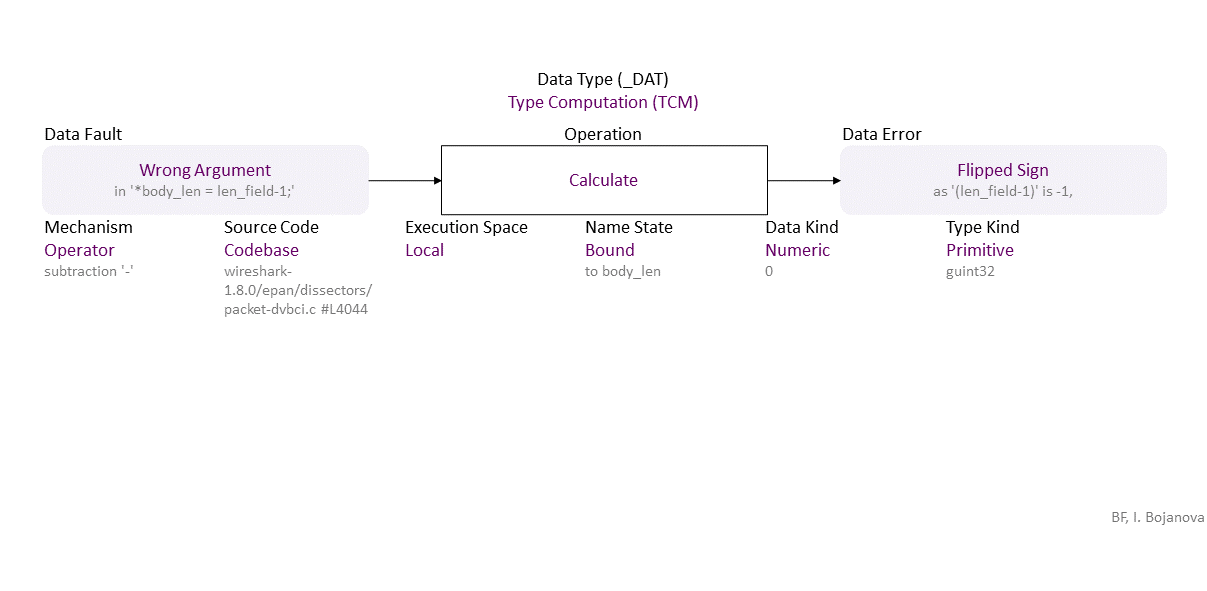 Data Type (_DAT)
Type Computation (TCM)
Data Fault
Operation
Data Error
Wrong Argument
in '*body_len = len_field-1;'
Calculate
Flipped Sign
as '(len_field-1)' is -1,
Mechanism
Operator
subtraction '-'
Source Code
Codebase
wireshark-
1.8.0/epan/dissectors/
packet-dvbci.c #L4044
Execution Space
Local
Name State
Bound
to body_len
Data Kind
Numeric
0
Type Kind
Primitive
guint32
BF, I. Bojanova